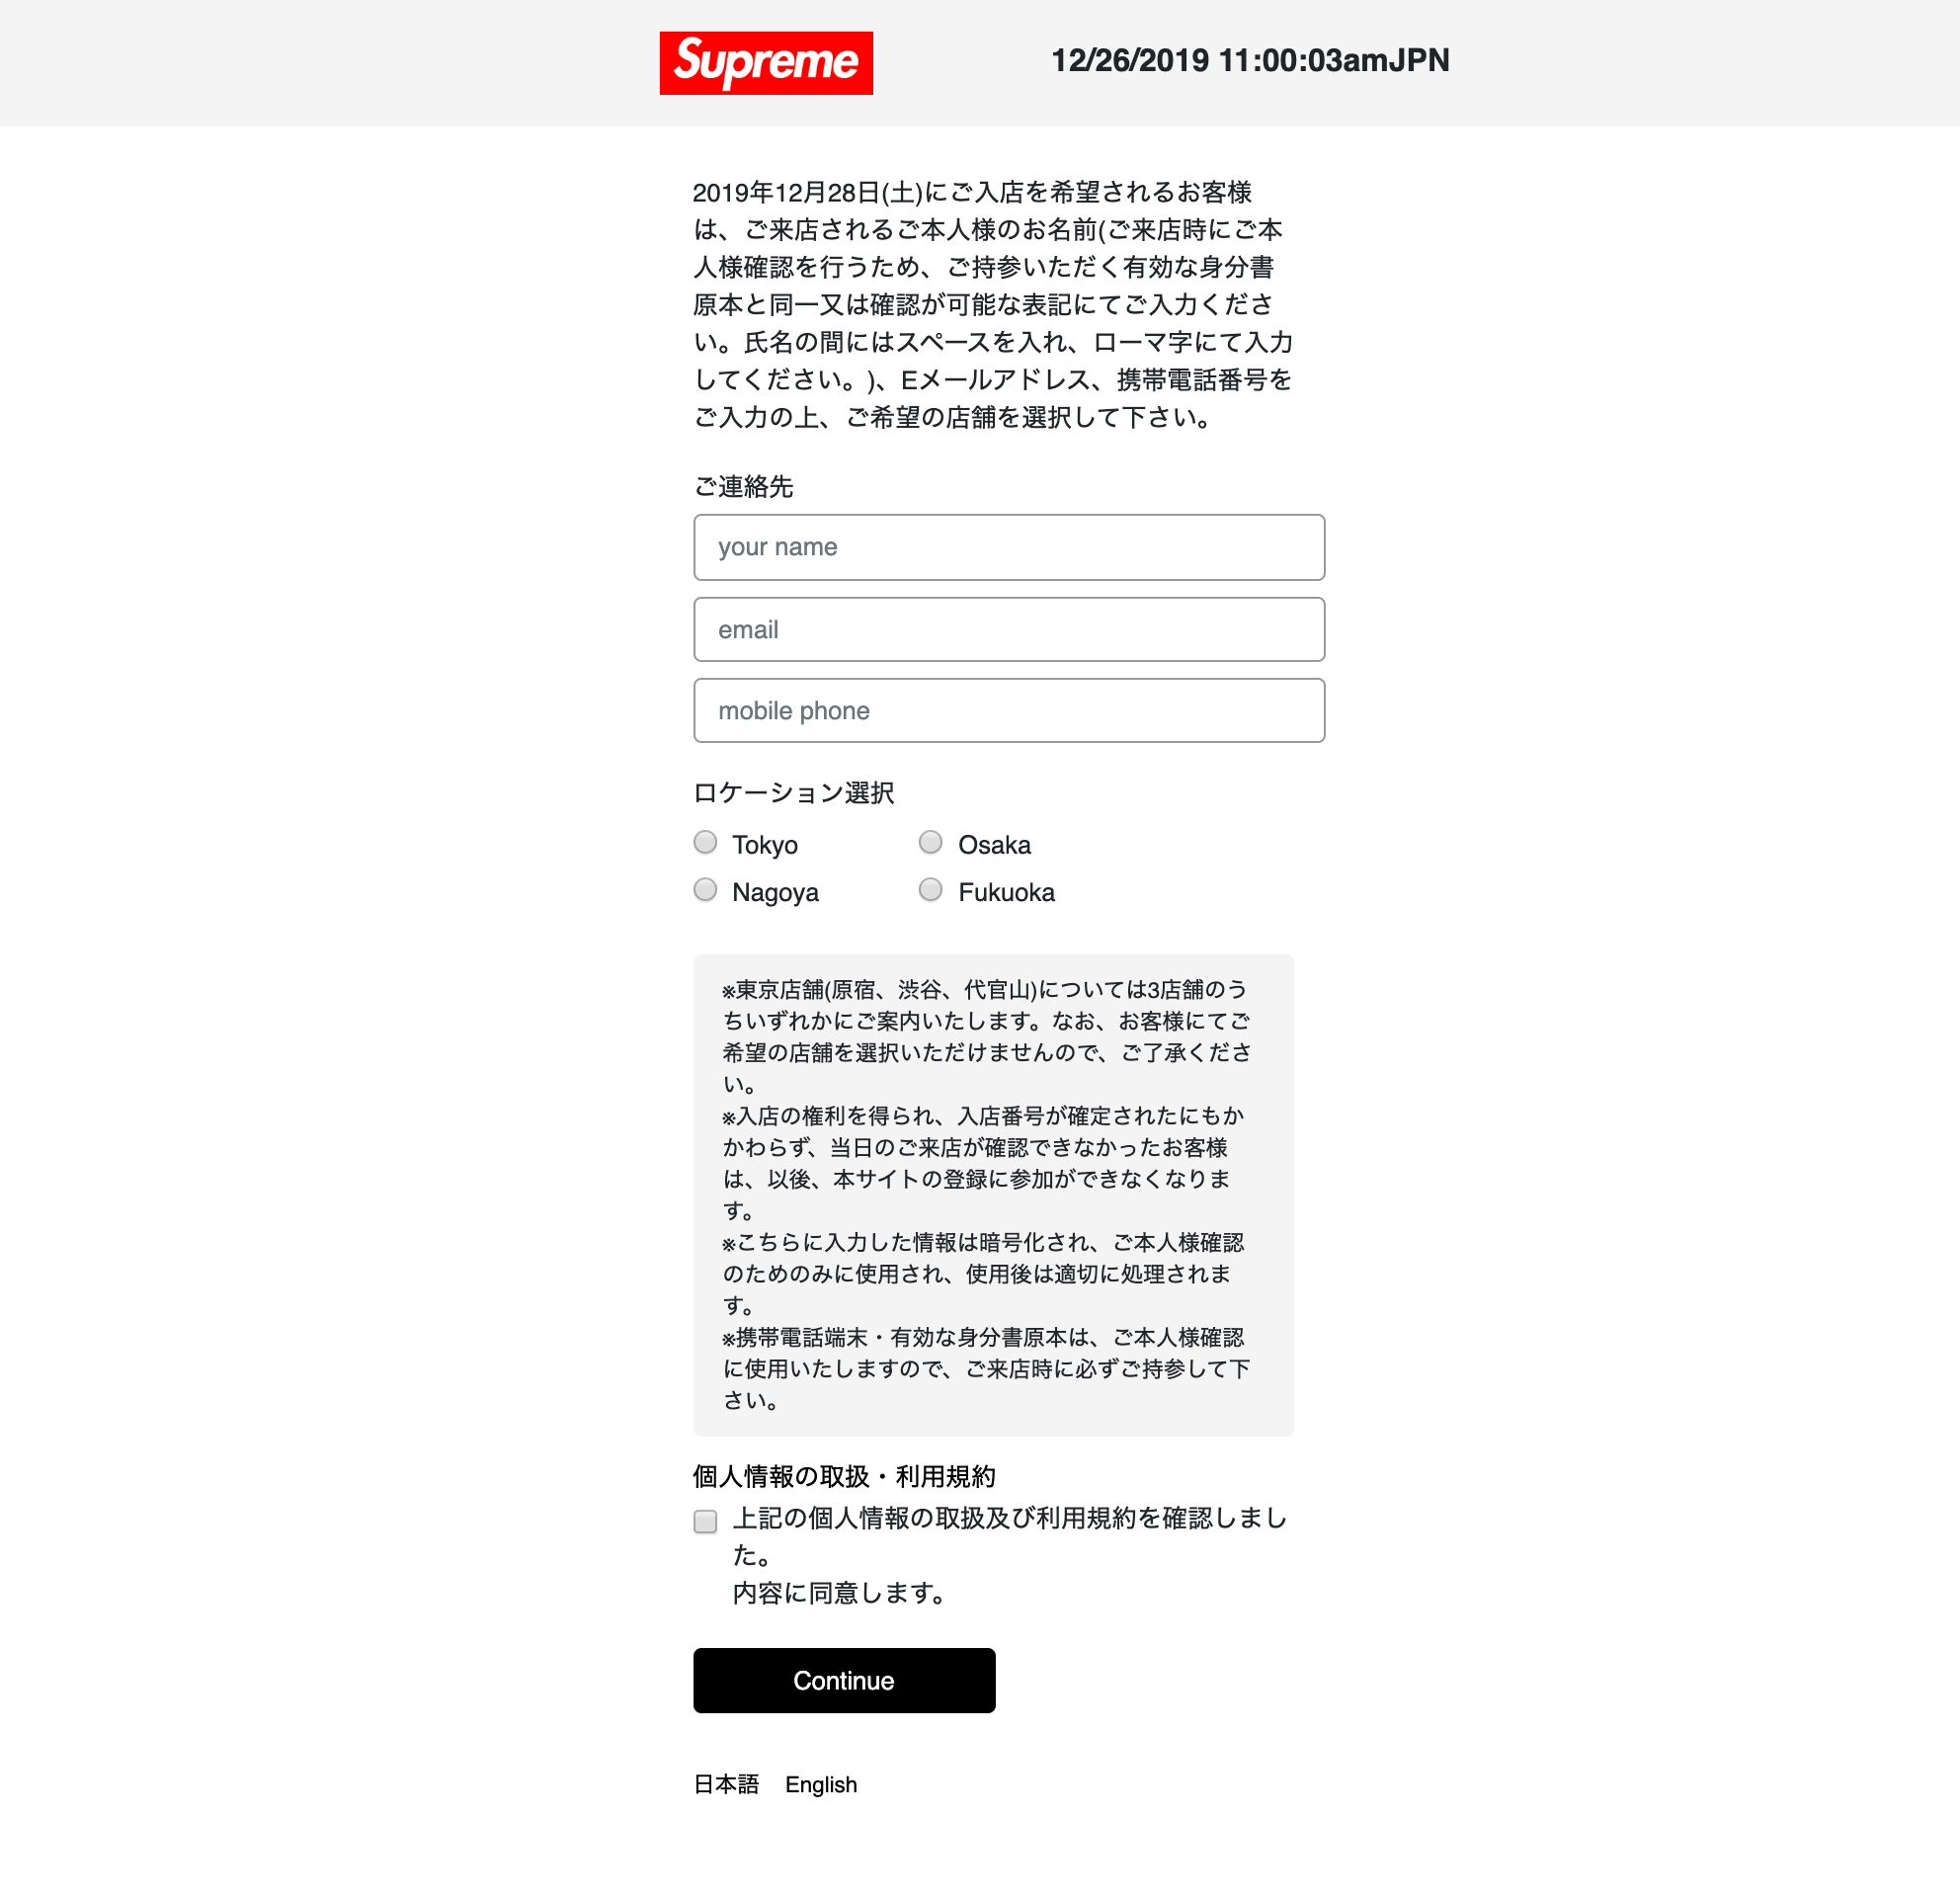 Supreme
12/26/2019 11:00:03amJPN
2019年12月28日(土)にご入店を希望されるお客様
は、ご来店されるご本人様のお名前(ご来店時にご本
人様確認を行うため、ご持参いただく有効な身分書
原本と同一又は確認が可能な表記にてご入力くださ
い。氏名の間にはスペースを入れ、ローマ字にて入力
してください。)、Eメールアドレス、携帯電話番号を
ご入力の上、ご希望の店舗を選択して下さい。
ご連絡先
your name
email
mobile phone
ロケーション選択
Tokyo
Osaka
Nagoya
Fukuoka
※東京店舗(原宿、渋谷、代官山)については3店舗のう
ちいずれかにご案内いたします。なお、お客様にてご
希望の店舗を選択いただけませんので、ご了承くださ
い。
※入店の権利を得られ、入店番号が確定されたにもか
かわらず、当日のご来店が確認できなかったお客様
は、以後、本サイトの登録に参加ができなくなりま
す。
※こちらに入力した情報は暗号化され、ご本人様確認
のためのみに使用され、使用後は適切に処理されま
す。
※携帯電話端末・有効な身分書原本は、ご本人様確認
に使用いたしますので、ご来店時に必ずご持参して下
さい。
個人情報の取扱・利用規約
上記の個人情報の取扱及び利用規約を確認しまし
た。
内容に同意します。
Continue
日本語 English